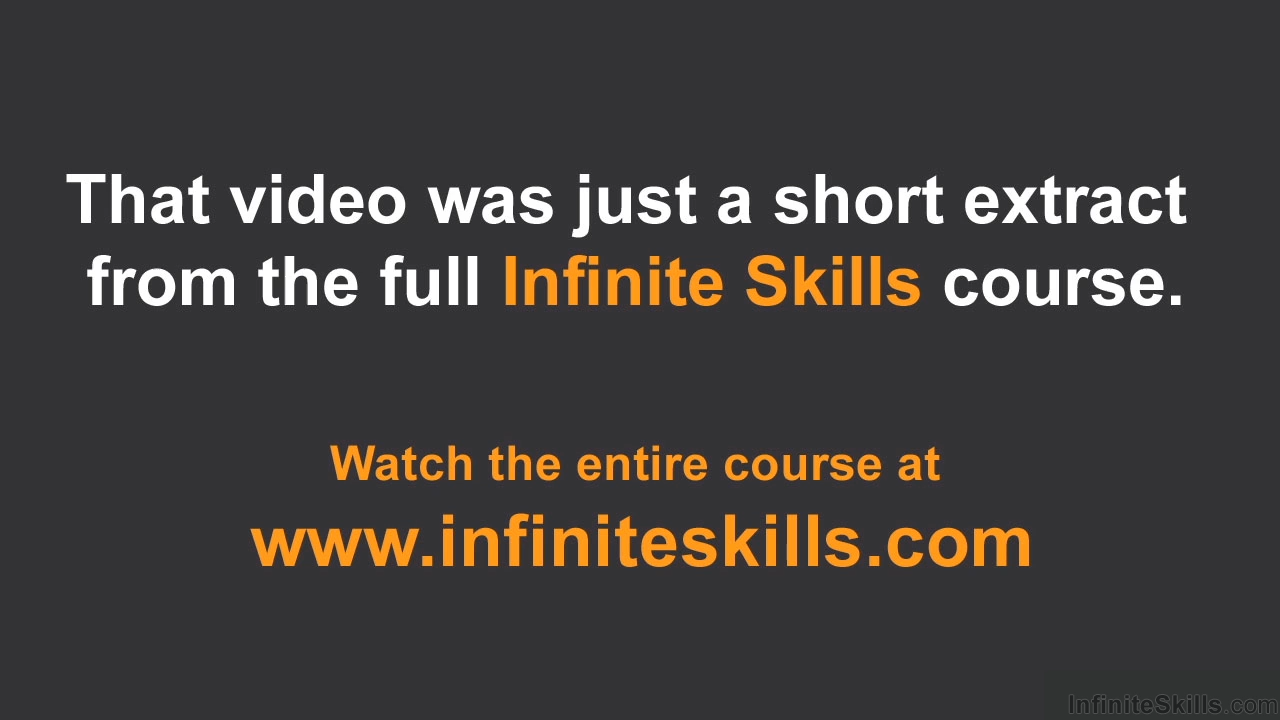 That video was just a short extract
from the full Infinite Skills course.
Watch the entire course at
www.infiniteskills.com
InfiniteSkills.com